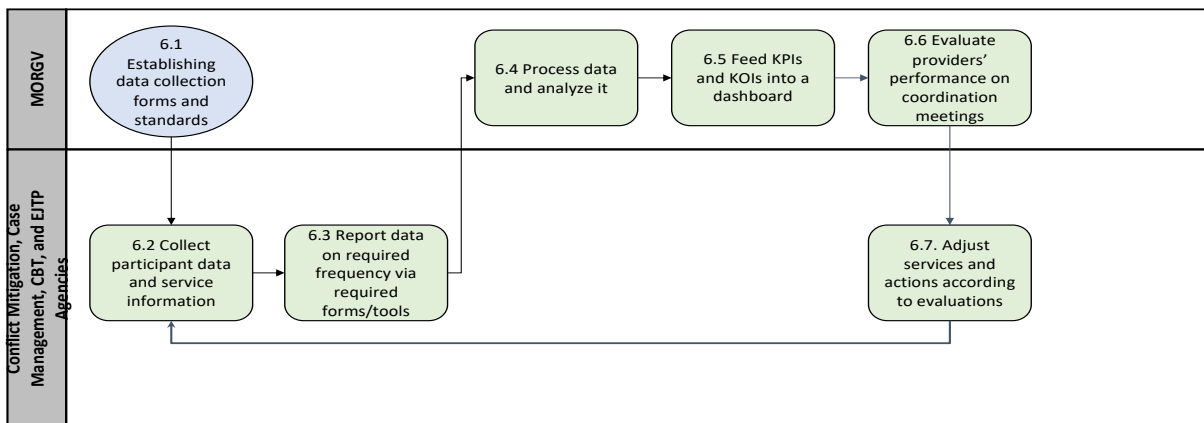 MORGV
6.1
Establishing
data collection
forms and
standards
6.4 Process data
and analyze it
6.5 Feed KPIs
and KOIs into a
dashboard
6.6 Evaluate
providers'
performance on
coordination
meetings
Conflict Mitigation, Case
Management, CBT, and EJTP
Agencies
6.2 Collect
participant data
and service
information
6.3 Report data
on required
frequency via
required
forms/tools
6.7. Adjust
services and
actions according
to evaluations